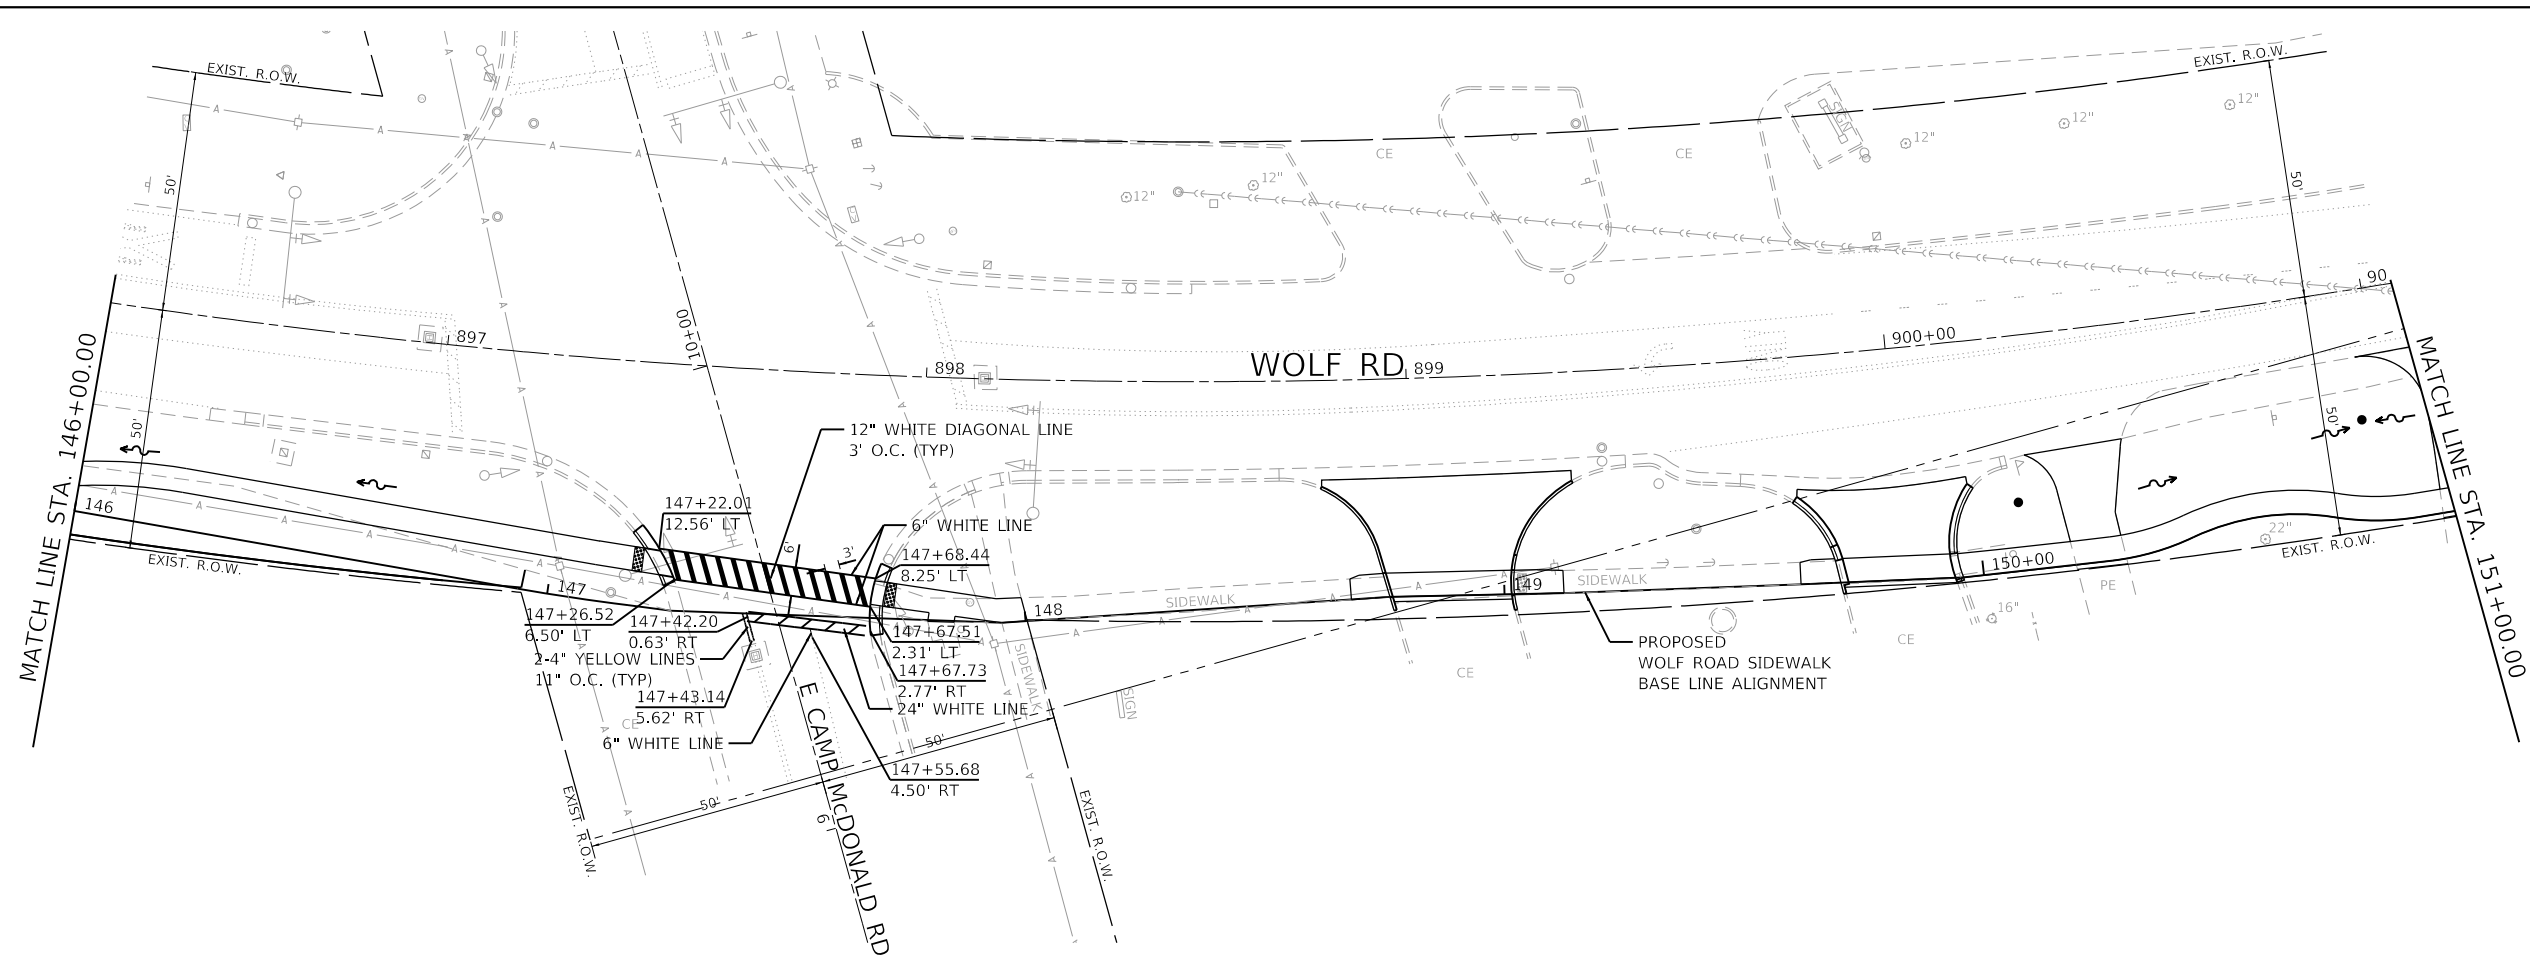 EXIST. R.O.W.
EXIST. R.O.W.
12"
12"
12"
SIGN
CE
CE
12"
12"
50'
50'
90
10+00
897
898
WOLF RD
899
900+00
MATCH LINE STA. 146+00.00
MATCH LINE STA. 151+00.00
50'
50'
12" WHITE DIAGONAL LINE
3' O.C. (TYP)
146
147+22.01
12.56' LT
6'
3'
6" WHITE LINE
147+68.44
8.25' LT
22"
EXIST. R.O.W.
EXIST. R.O.W.
147
148
SIDEWALK
149
SIDEWALK
150+00
PE
16"
147+26.52
6.50' LT
147+42.20
0.63' RT
147+67.51
2.31' LT
2-4" YELLOW LINES
11" O.C. (TYP)
147+67.73
2.77' RT
PROPOSED
WOLF ROAD SIDEWALK
BASE LINE ALIGNMENT
CE
CE
SIDEWALK
SIGN
147+43.14
5.62' RT
24" WHITE LINE
CE
6" WHITE LINE
50'
147+55.68
4.50' RT
50'
E CAMP McDONALD RD
9
EXIST. R.O.W.
EXIST. R.O.W.